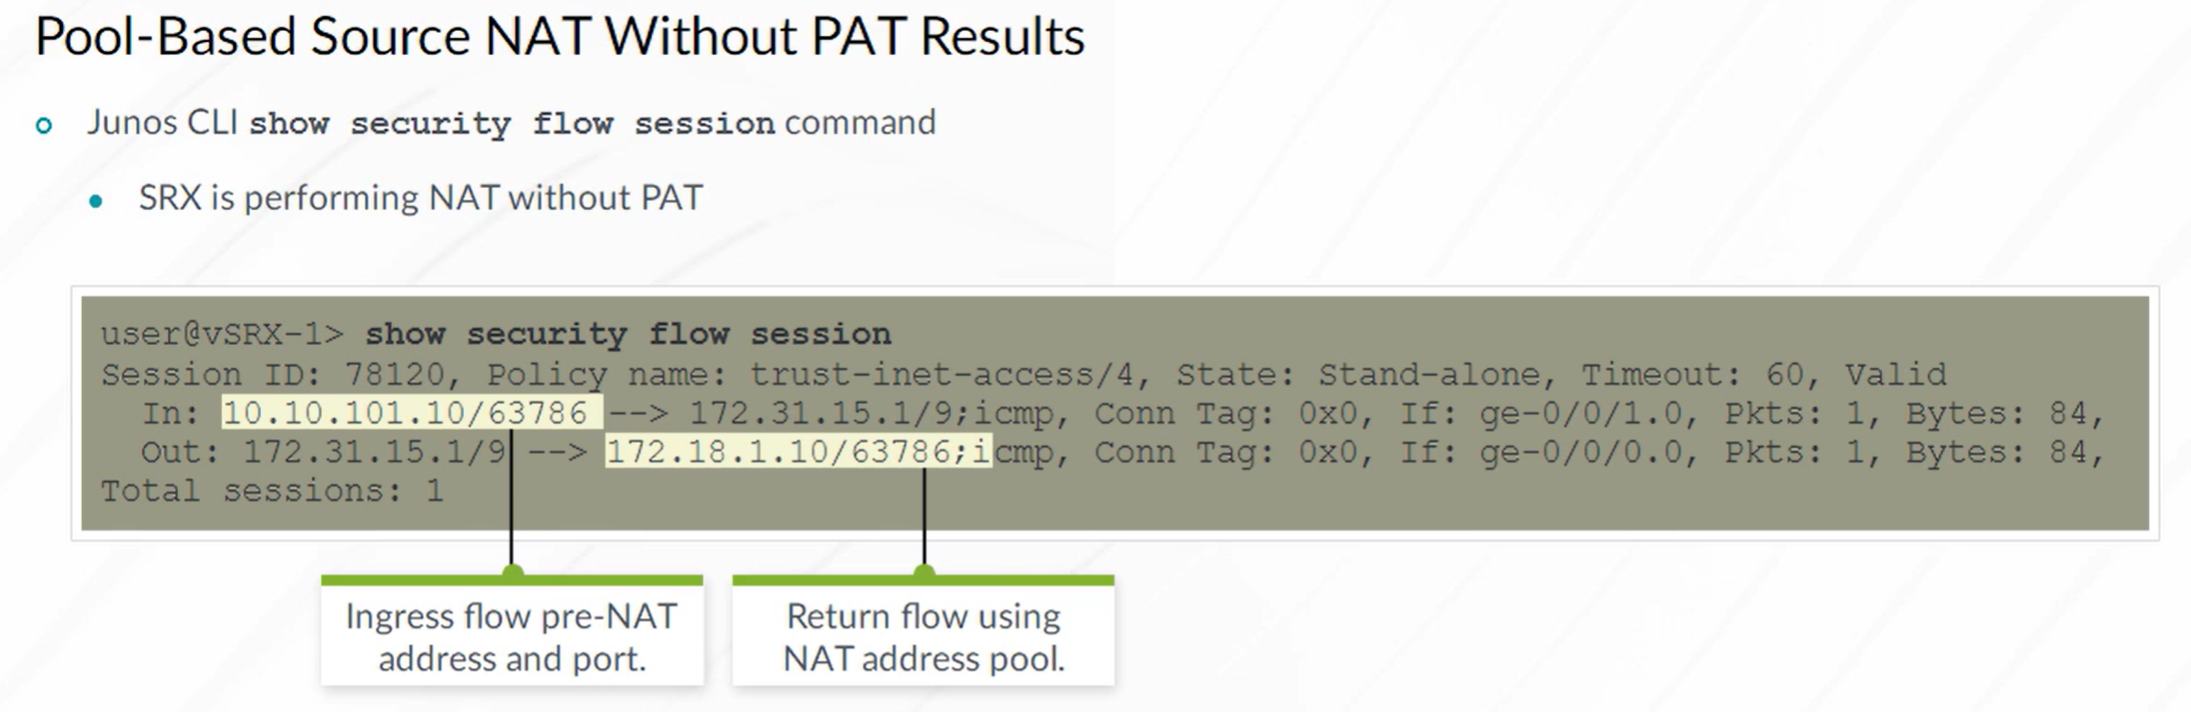 Pool-Based Source NAT Without PAT Results
Junos CLI show security flow session command
SRX is performing NAT without PAT
user@vSRX-1> show security flow session
Session ID: 78120, Policy name: trust-inet-access/4, State: Stand-alone, Timeout: 60, Valid
In: 10.10.101.10/63786 --> 172.31.15.1/9;icmp, Conn Tag: 0x0, If: ge-0/0/1.0, Pkts: 1, Bytes: 84,
Out: 172.31.15.1/9 --> 172.18.1.10/63786;icmp, Conn Tag: 0x0, If: ge-0/0/0.0, Pkts: 1, Bytes: 84,
Total sessions: 1
Ingress flow pre-NAT
address and port.
Return flow using
NAT address pool.